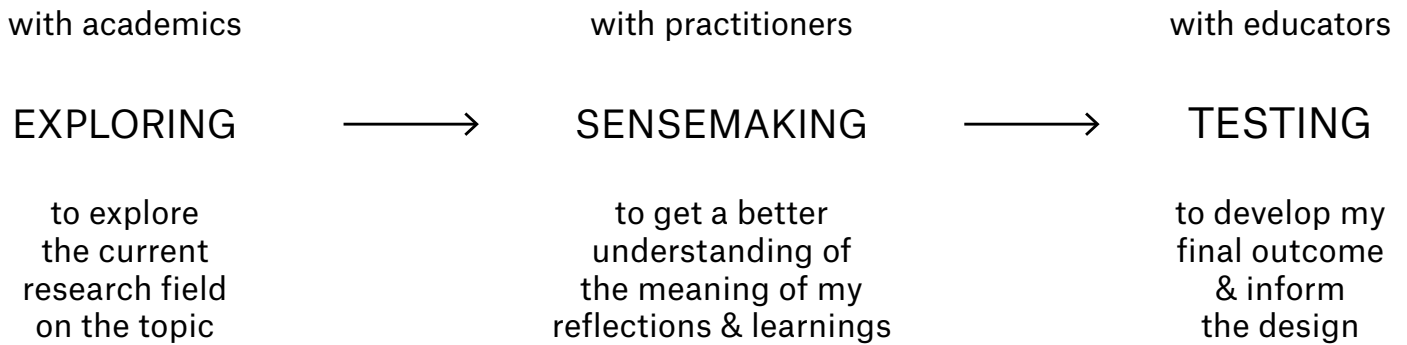 with academics
EXPLORING
to explore
the current
research field
on the topic
with practitioners
SENSEMAKING
to get a better
understanding of
the meaning of my
reflections & learnings
with educators
TESTING
to develop my
final outcome
& inform
the design